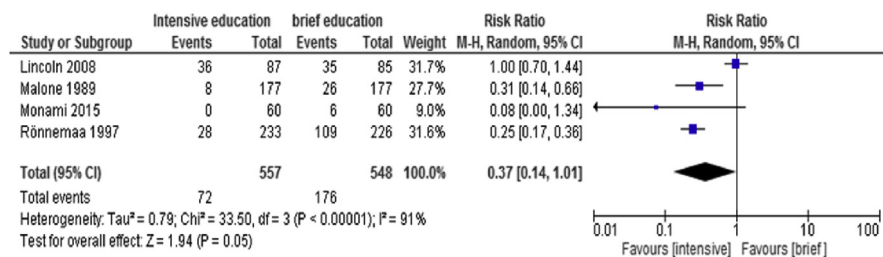 Intensive education brief education Risk Ratio Risk Ratio
Study or Subgroup Events Total Events Total Weight M-H, Random, 95% CI M-H, Random, 95% CI
Lincoln 2008 36 87 35 85 31.7% 1.00 [0.70, 1.44]
Malone 1989 8 177 26 177 27.7% 0.31 [0.14, 0.66]
Monami 2015 0 60 6 60 9.0% 0.08 [0.00, 1.34]
Rönnemaa 1997 28 233 109 226 31.6% 0.25 [0.17, 0.36]
Total (95% CI) 557 548 100.0% 0.37 [0.14, 1.01]
Total events 72 176
Heterogeneity: Tau² = 0.79; Chi² = 33.50, df = 3 (P < 0.00001); I² = 91%
Test for overall effect: Z = 1.94 (P = 0.05)
0.01 0.1 1 10 100
Favours [intensive] Favours [brief]